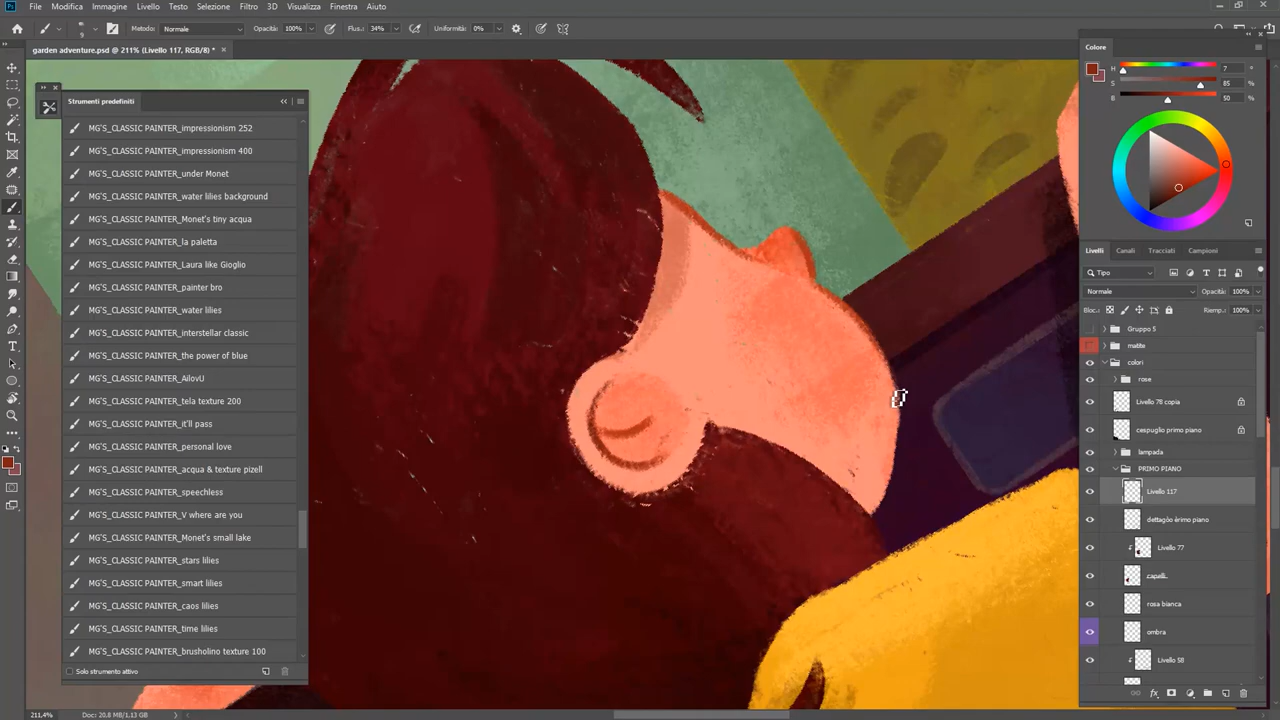 File Modifica Immagine Livello Testo Selezione Filtro 3D Visualizza Finestra Aiuto
9 Metodo: Normale Opacità: 100% Flus.: 34% Uniformità: 0%
garden adventure.psd @ 211% (Livello 117, RGB/8) *
Strumenti predefiniti
MG'S_CLASSIC PAINTER_impressionism 252
MG'S_CLASSIC PAINTER_impressionism 400
MG'S_CLASSIC PAINTER_under Monet
MG'S_CLASSIC PAINTER_water lilies background
MG'S_CLASSIC PAINTER_Monet's tiny acqua
MG'S_CLASSIC PAINTER_la paletta
MG'S_CLASSIC PAINTER_Laura like Gioglio
MG'S_CLASSIC PAINTER_painter bro
MG'S_CLASSIC PAINTER_water lilies
MG'S_CLASSIC PAINTER_interstellar classic
MG'S_CLASSIC PAINTER_the power of blue
MG'S_CLASSIC PAINTER_AilovU
MG'S_CLASSIC PAINTER_tela texture 200
MG'S_CLASSIC PAINTER_it'll pass
MG'S_CLASSIC PAINTER_personal love
MG'S_CLASSIC PAINTER_acqua & texture pizell
MG'S_CLASSIC PAINTER_speechless
MG'S_CLASSIC PAINTER_V where are you
MG'S_CLASSIC PAINTER_Monet's small lake
MG'S_CLASSIC PAINTER_stars lilies
MG'S_CLASSIC PAINTER_smart lilies
MG'S_CLASSIC PAINTER_caos lilies
MG'S_CLASSIC PAINTER_time lilies
MG'S_CLASSIC PAINTER_brusholino texture 100
Solo strumento attivo
Colore
H 7 °
S 85 %
B 50 %
Livelli Canali Tracciati Campioni
Tipo
Normale Opacità: 100%
Bloc.: Riemp.: 100%
Gruppo 5
matite
colori
rose
Livello 78 copia
cespuglio primo piano
lampada
PRIMO PIANO
Livello 117
dettagòo èrimo piano
Livello 77
capelli
rosa bianca
ombra
Livello 58
211,4% Doc: 20,8 MB/1,13 GB